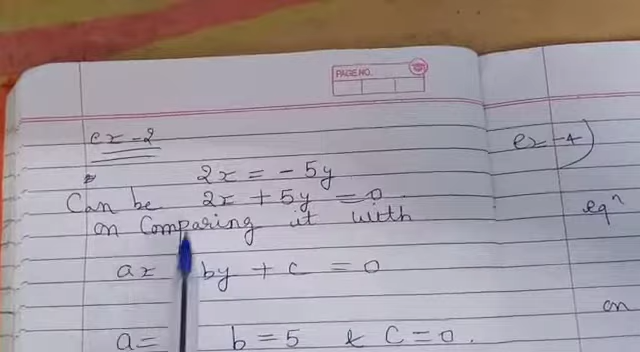 PAGE NO.
ex-2
2x = -5y
Can be 2x + 5y = 0
on Comparing it with
ax by + c = 0
a= b = 5 & C = 0.
ex-4)
eqn
on